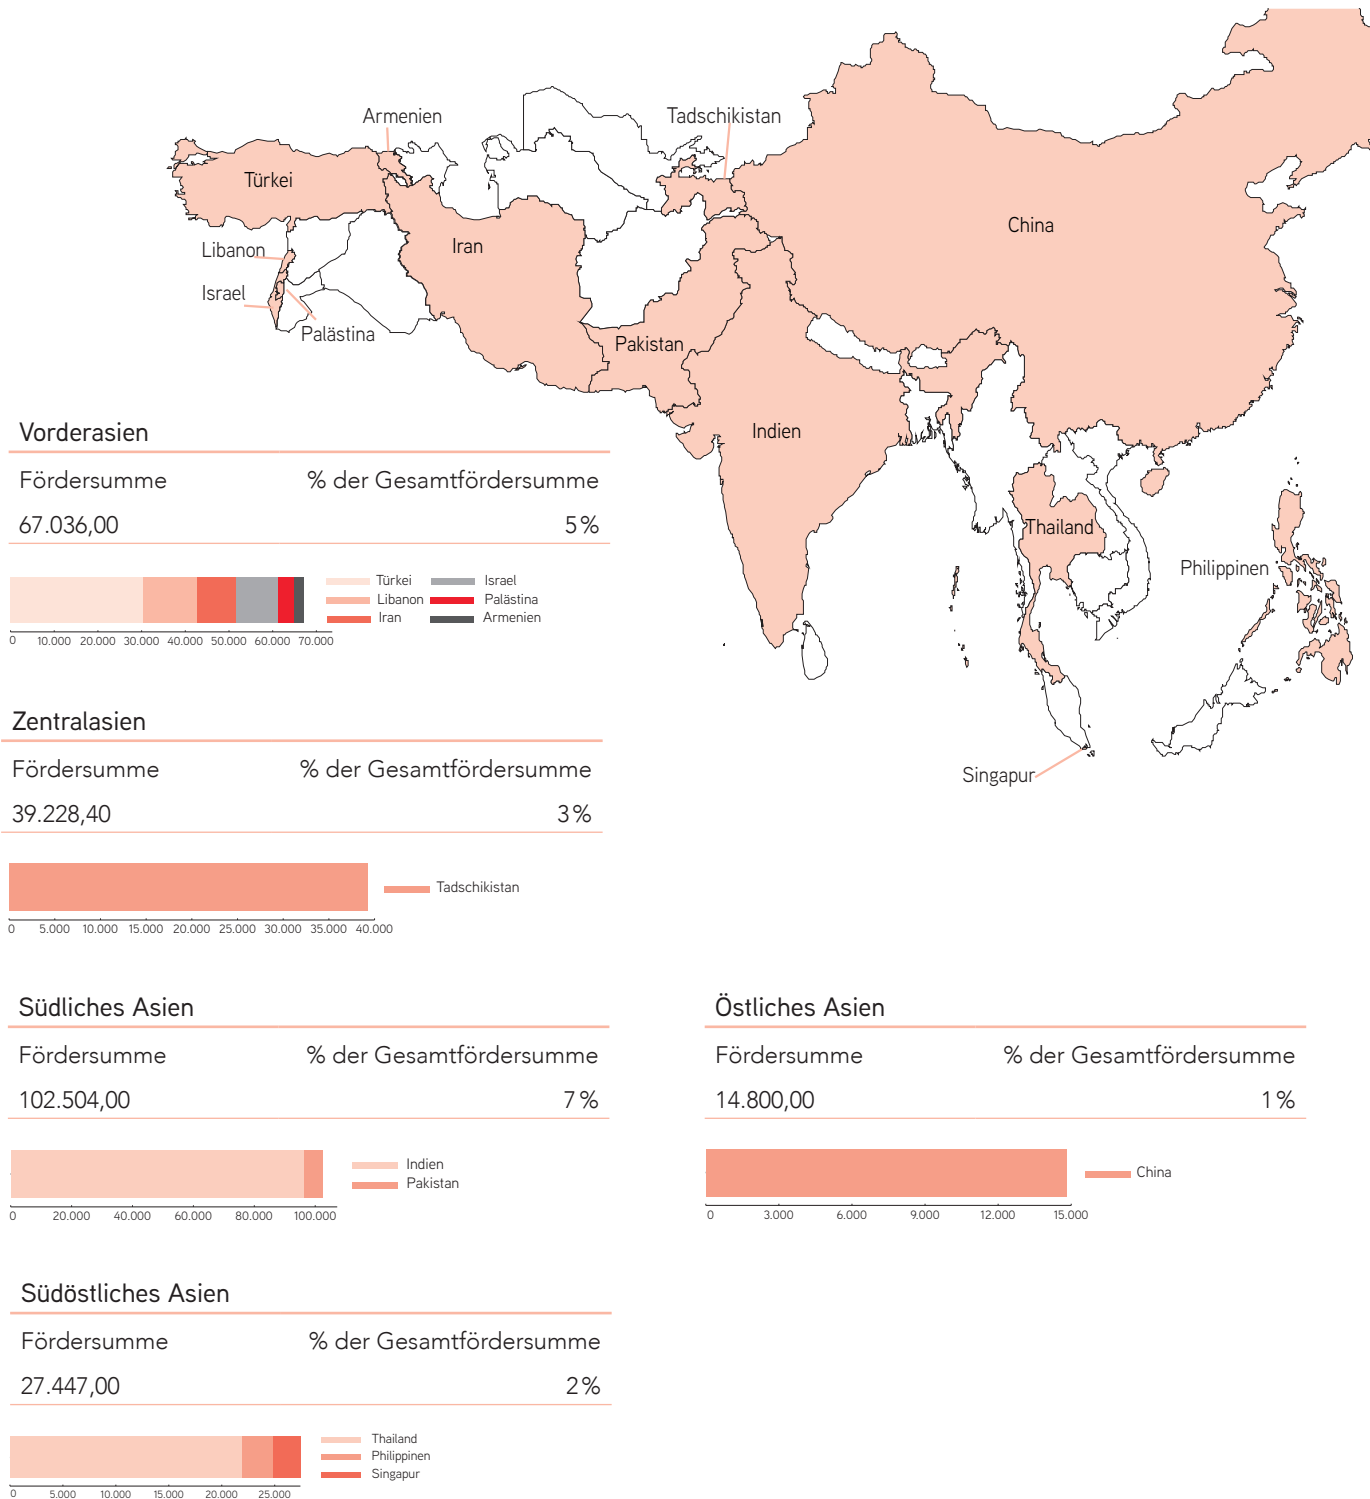 Armenien
Tadschikistan
Türkei
China
Iran
Libanon
Israel
Palästina
Pakistan
Indien
Thailand
Philippinen
Singapur
Vorderasien
Fördersumme % der Gesamtfördersumme
67.036,00 5 %
Türkei Israel
Libanon Palästina
Iran Armenien
0 10.000 20.000 30.000 40.000 50.000 60.000 70.000
Zentralasien
Fördersumme % der Gesamtfördersumme
39.228,40 3 %
Tadschikistan
0 5.000 10.000 15.000 20.000 25.000 30.000 35.000 40.000
Südliches Asien
Fördersumme % der Gesamtfördersumme
102.504,00 7 %
Indien
Pakistan
0 20.000 40.000 60.000 80.000 100.000
Östliches Asien
Fördersumme % der Gesamtfördersumme
14.800,00 1 %
China
0 3.000 6.000 9.000 12.000 15.000
Südöstliches Asien
Fördersumme % der Gesamtfördersumme
27.447,00 2 %
Thailand
Philippinen
Singapur
0 5.000 10.000 15.000 20.000 25.000